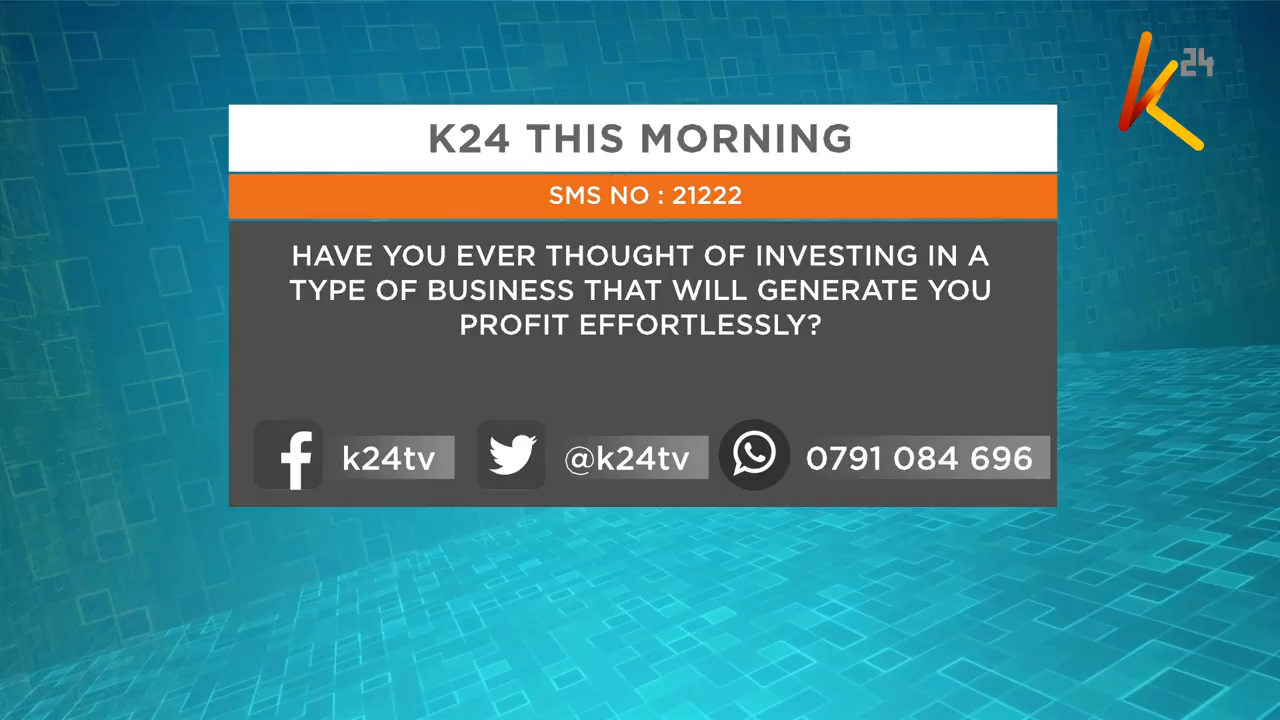 K24
K24 THIS MORNING
SMS NO : 21222
HAVE YOU EVER THOUGHT OF INVESTING IN A
TYPE OF BUSINESS THAT WILL GENERATE YOU
PROFIT EFFORTLESSLY?
k24tv
@k24tv
0791 084 696